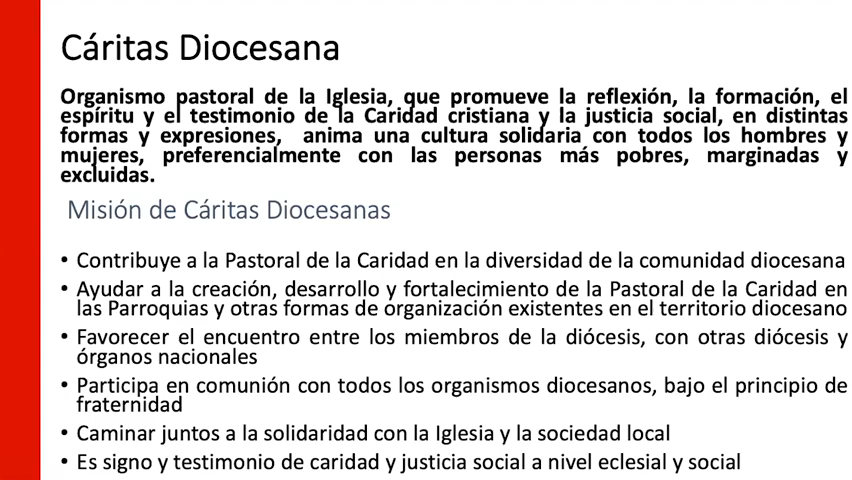 Cáritas Diocesana
Organismo pastoral de la Iglesia, que promueve la reflexión, la formación, el
espíritu y el testimonio de la Caridad cristiana y la justicia social, en distintas
formas y expresiones, anima una cultura solidaria con todos los hombres y
mujeres, preferencialmente con las personas más pobres, marginadas y
excluidas.
Misión de Cáritas Diocesanas
• Contribuye a la Pastoral de la Caridad en la diversidad de la comunidad diocesana
• Ayudar a la creación, desarrollo y fortalecimiento de la Pastoral de la Caridad en
las Parroquias y otras formas de organización existentes en el territorio diocesano
• Favorecer el encuentro entre los miembros de la diócesis, con otras diócesis y
órganos nacionales
• Participa en comunión con todos los organismos diocesanos, bajo el principio de
fraternidad
• Caminar juntos a la solidaridad con la Iglesia y la sociedad local
• Es signo y testimonio de caridad y justicia social a nivel eclesial y social